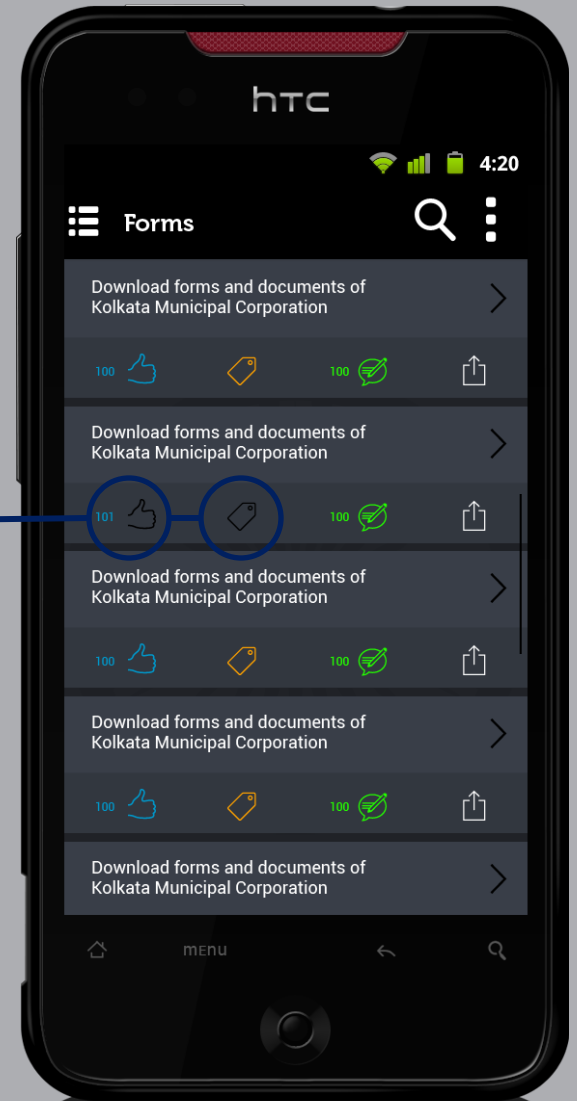 hTC
4:20
Forms
Download forms and documents of
Kolkata Municipal Corporation
100
100
Download forms and documents of
Kolkata Municipal Corporation
101
100
Download forms and documents of
Kolkata Municipal Corporation
100
100
Download forms and documents of
Kolkata Municipal Corporation
100
100
Download forms and documents of
Kolkata Municipal Corporation
mEnu